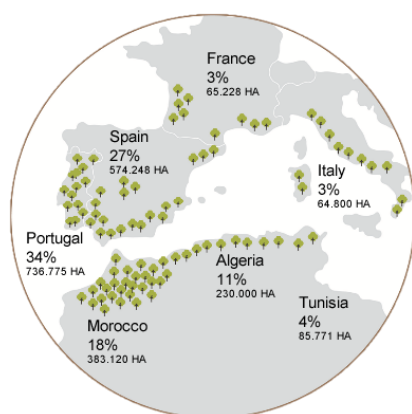 France
3%
65.228 HA
Spain
27%
574.248 HA
Italy
3%
64.800 HA
Portugal
34%
736.775 HA
Algeria
11%
230.000 HA
Tunisia
4%
85.771 HA
Morocco
18%
383.120 HA